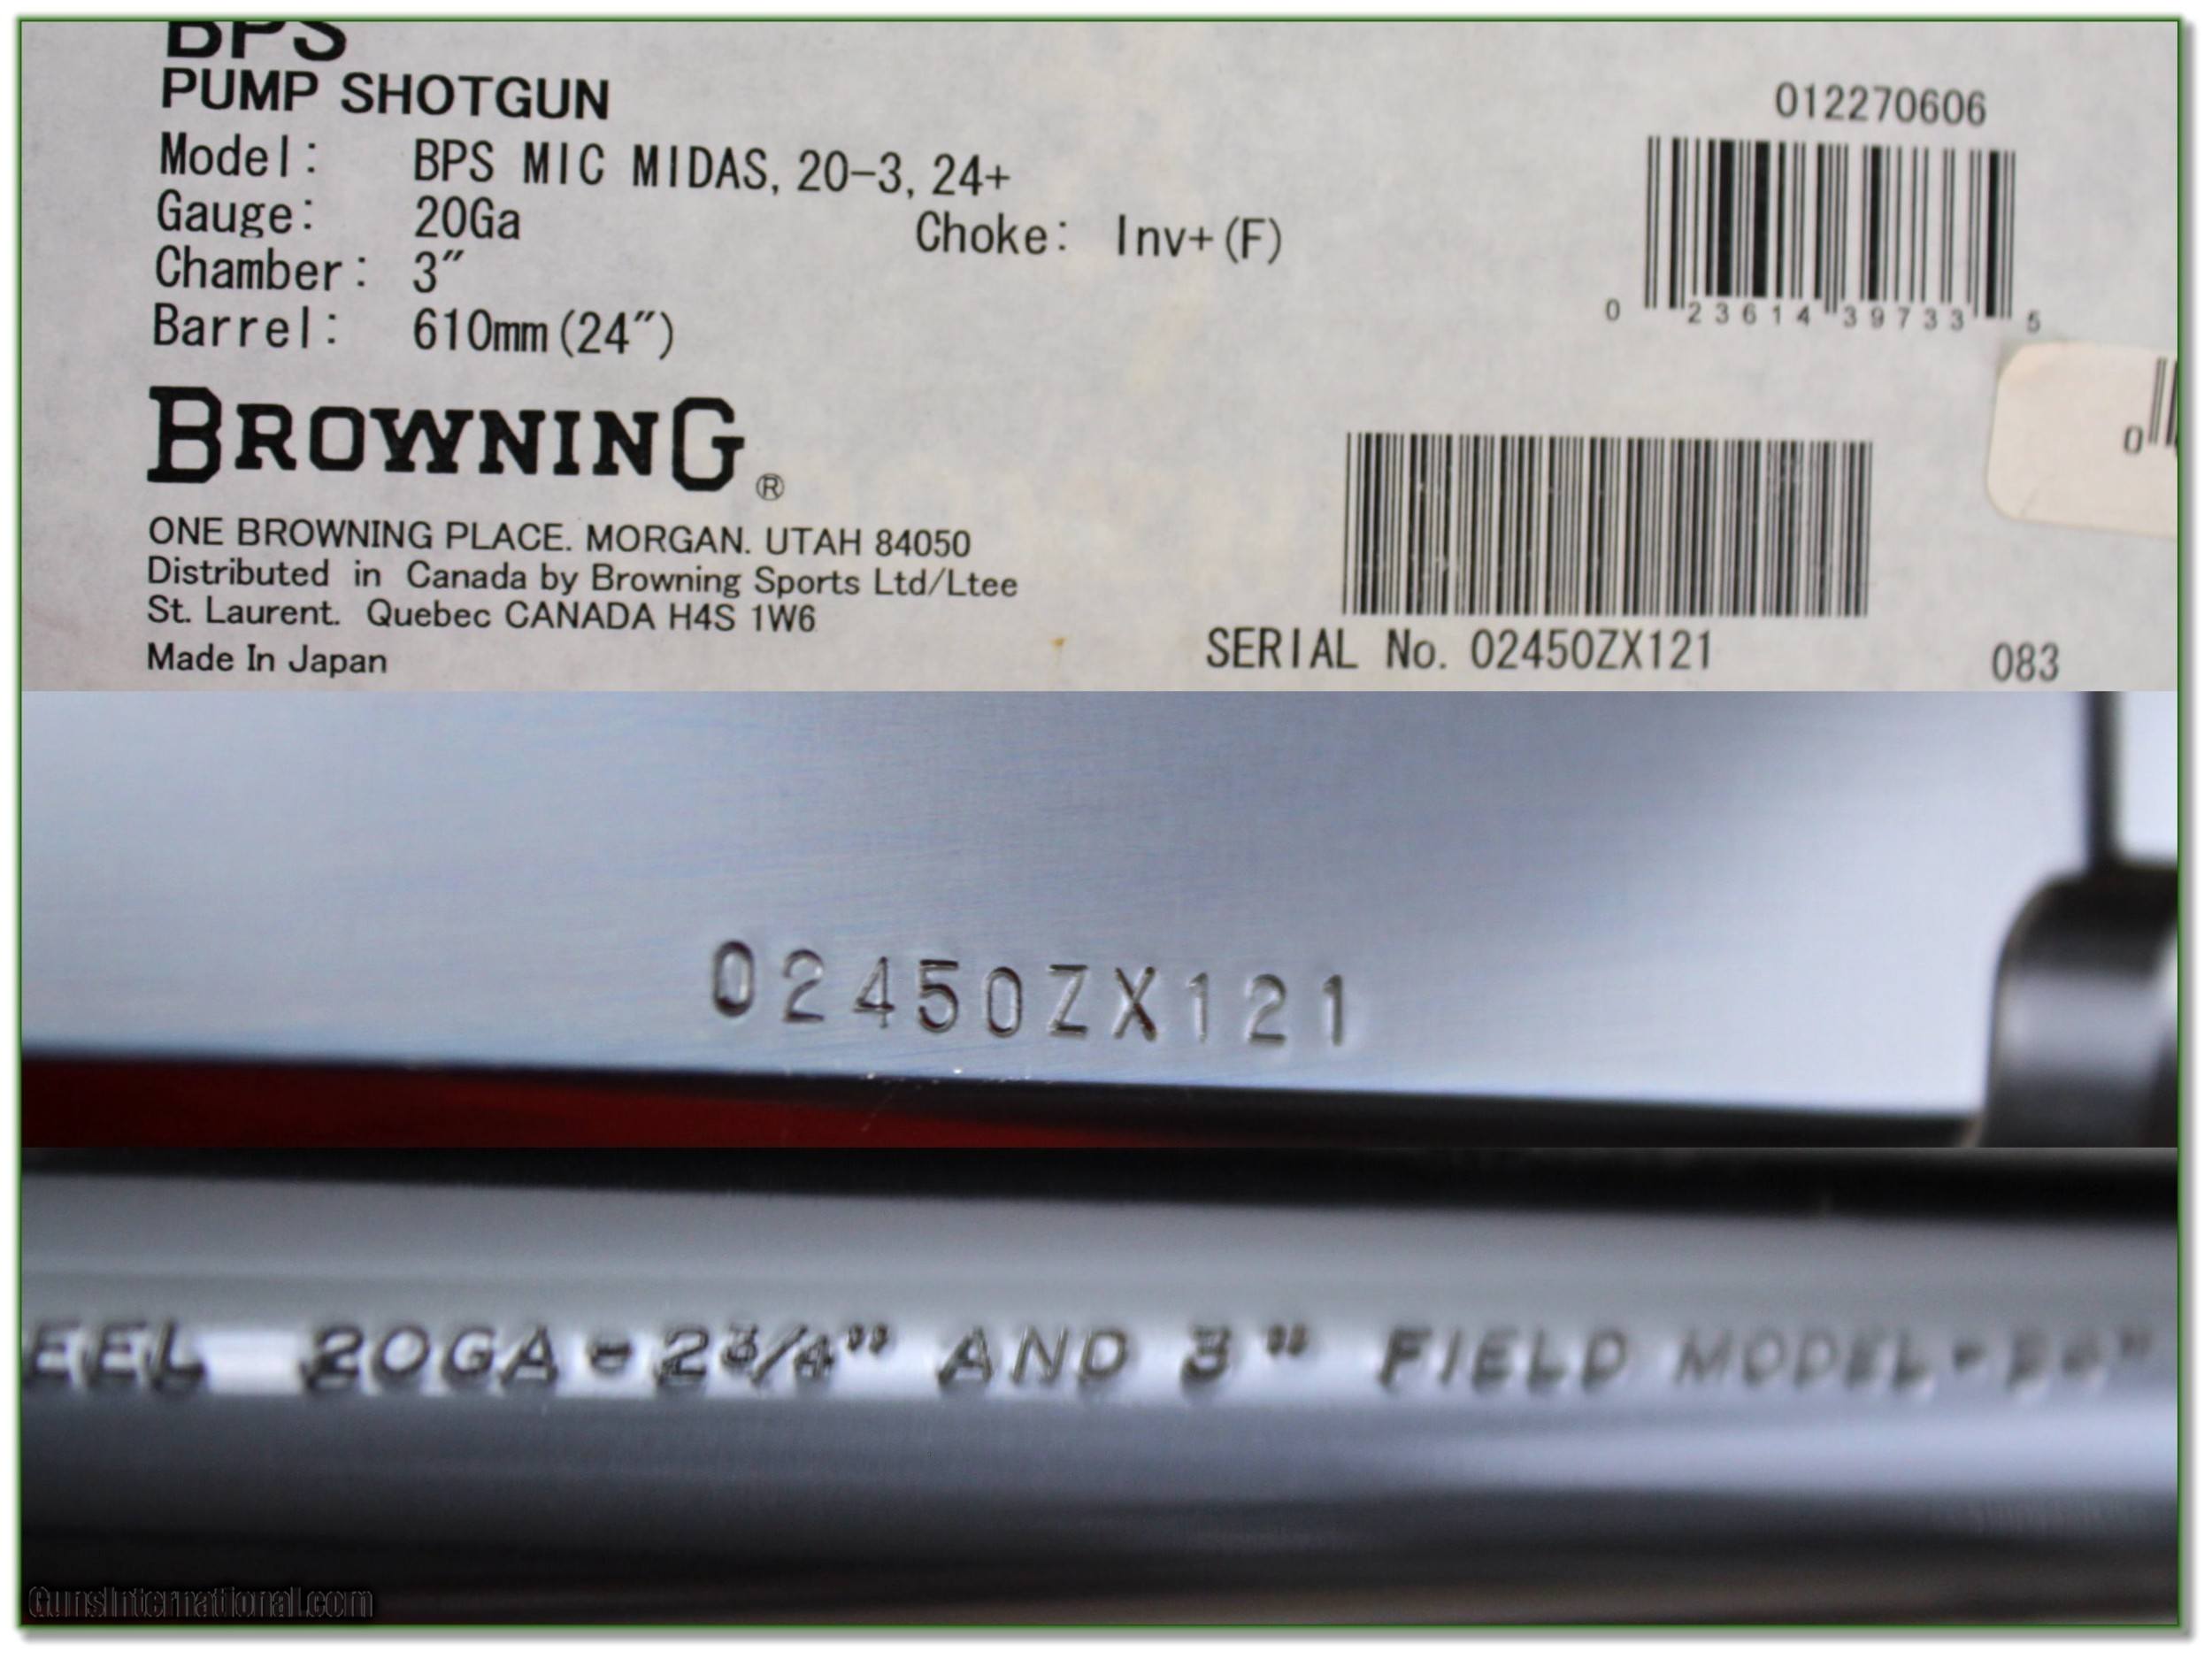 BPS
PUMP SHOTGUN
Model: BPS MIC MIDAS, 20-3, 24+
Gauge: 20Ga Choke: Inv+(F)
Chamber: 3"
Barrel: 610mm(24")
BROWNING®
ONE BROWNING PLACE. MORGAN. UTAH 84050
Distributed in Canada by Browning Sports Ltd/Ltee
St. Laurent. Quebec CANADA H4S 1W6
Made In Japan
012270606
0 23614 39733 5
0
SERIAL No. 02450ZX121 083
02450ZX121
EEL 20GA-2¾" AND 3" FIELD MODEL-
GunsInternational.com